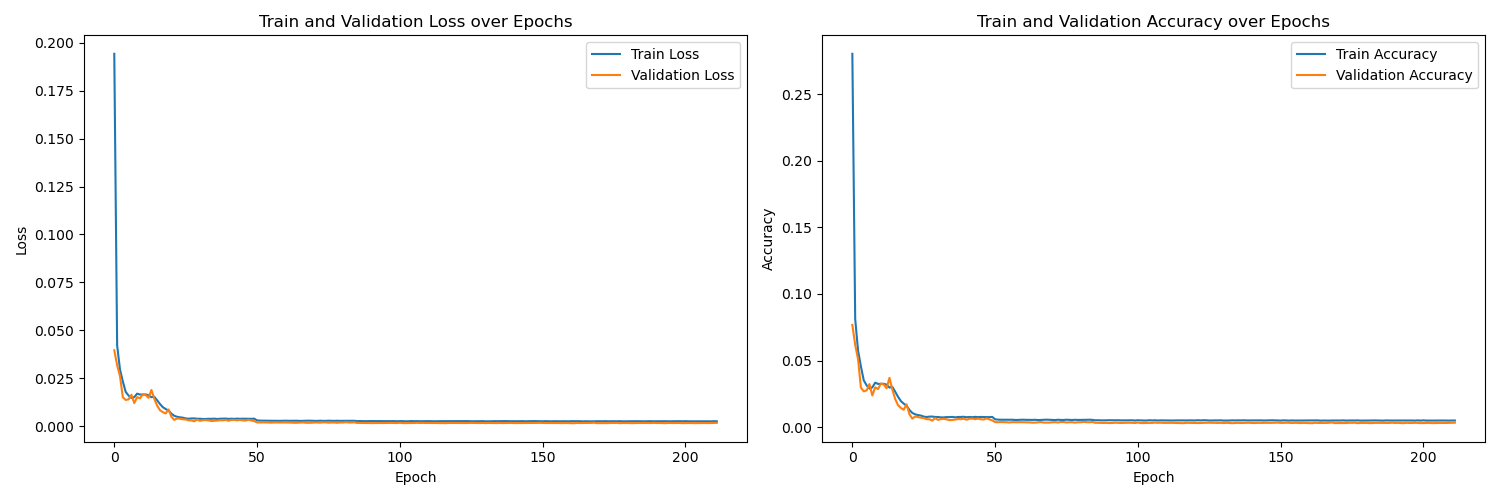 Train and Validation Loss over Epochs
Train Loss
Validation Loss
Loss
0.200
0.175
0.150
0.125
0.100
0.075
0.050
0.025
0.000
0
50
100
150
200
Epoch
Train and Validation Accuracy over Epochs
Train Accuracy
Validation Accuracy
Accuracy
0.25
0.20
0.15
0.10
0.05
0.00
0
50
100
150
200
Epoch